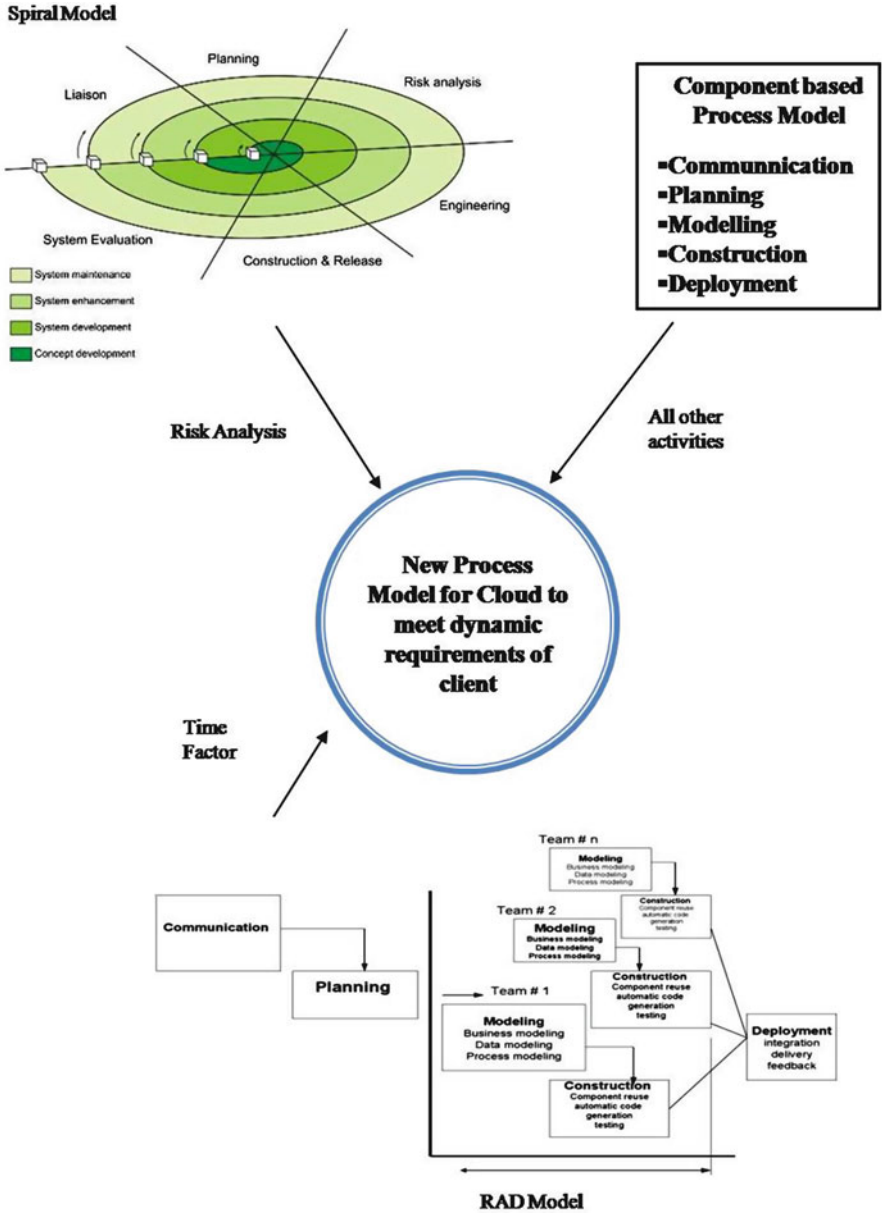 Spiral Model
Planning
Risk analysis
Liaison
Engineering
System Evaluation
Construction & Release
System maintenance
System enhancement
System development
Concept development
Component based
Process Model
▪Communnication
▪Planning
▪Modelling
▪Construction
▪Deployment
Risk Analysis
All other
activities
New Process
Model for Cloud to
meet dynamic
requirements of
client
Time
Factor
Communication
Planning
Team # n
Modeling
Business modeling
Data modeling
Process modeling
Construction
Component reuse
automatic code
generation
testing
Team # 2
Modeling
Business modeling
Data modeling
Process modeling
Construction
Component reuse
automatic code
generation
testing
Team # 1
Modeling
Business modeling
Data modeling
Process modeling
Construction
Component reuse
automatic code
generation
testing
Deployment
integration
delivery
feedback
RAD Model